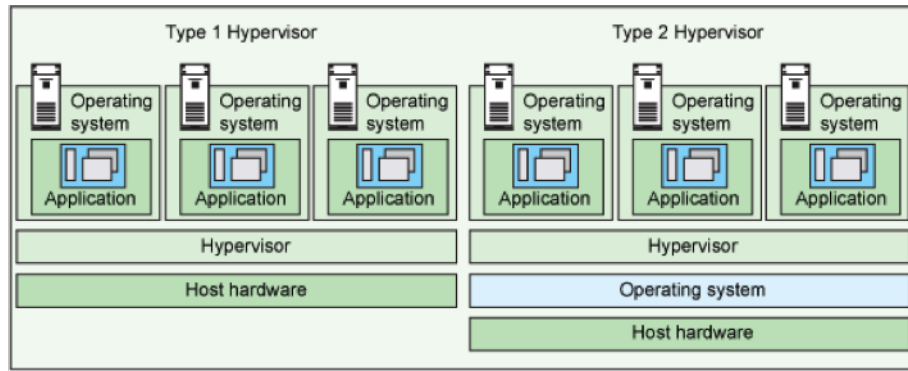 Type 1 Hypervisor
Operating
system
Application
Operating
system
Application
Operating
system
Application
Hypervisor
Host hardware
Type 2 Hypervisor
Operating
system
Application
Operating
system
Application
Operating
system
Application
Hypervisor
Operating system
Host hardware